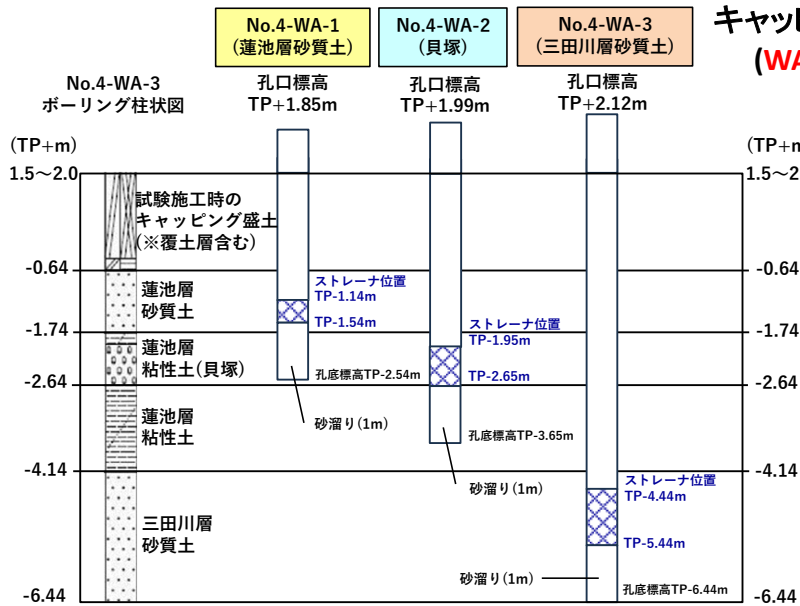 No.4-WA-1
(蓮池層砂質土)
No.4-WA-2
(貝塚)
No.4-WA-3
(三田川層砂質土)
キャッピ
(WA
No.4-WA-3
ボーリング柱状図
孔口標高
TP+1.85m
孔口標高
TP+1.99m
孔口標高
TP+2.12m
(TP+m)
(TP+m
1.5～2.0
1.5～2
試験施工時の
キャッピング盛土
(※覆土層含む)
-0.64
-0.64
蓮池層
砂質土
ストレーナ位置
TP-1.14m
TP-1.54m
-1.74
-1.74
ストレーナ位置
TP-1.95m
TP-2.65m
蓮池層
粘性土(貝塚)
孔底標高TP-2.54m
-2.64
-2.64
砂溜り(1m)
蓮池層
粘性土
孔底標高TP-3.65m
-4.14
-4.14
砂溜り(1m)
ストレーナ位置
TP-4.44m
TP-5.44m
三田川層
砂質土
砂溜り(1m)
孔底標高TP-6.44m
-6.44
-6.44